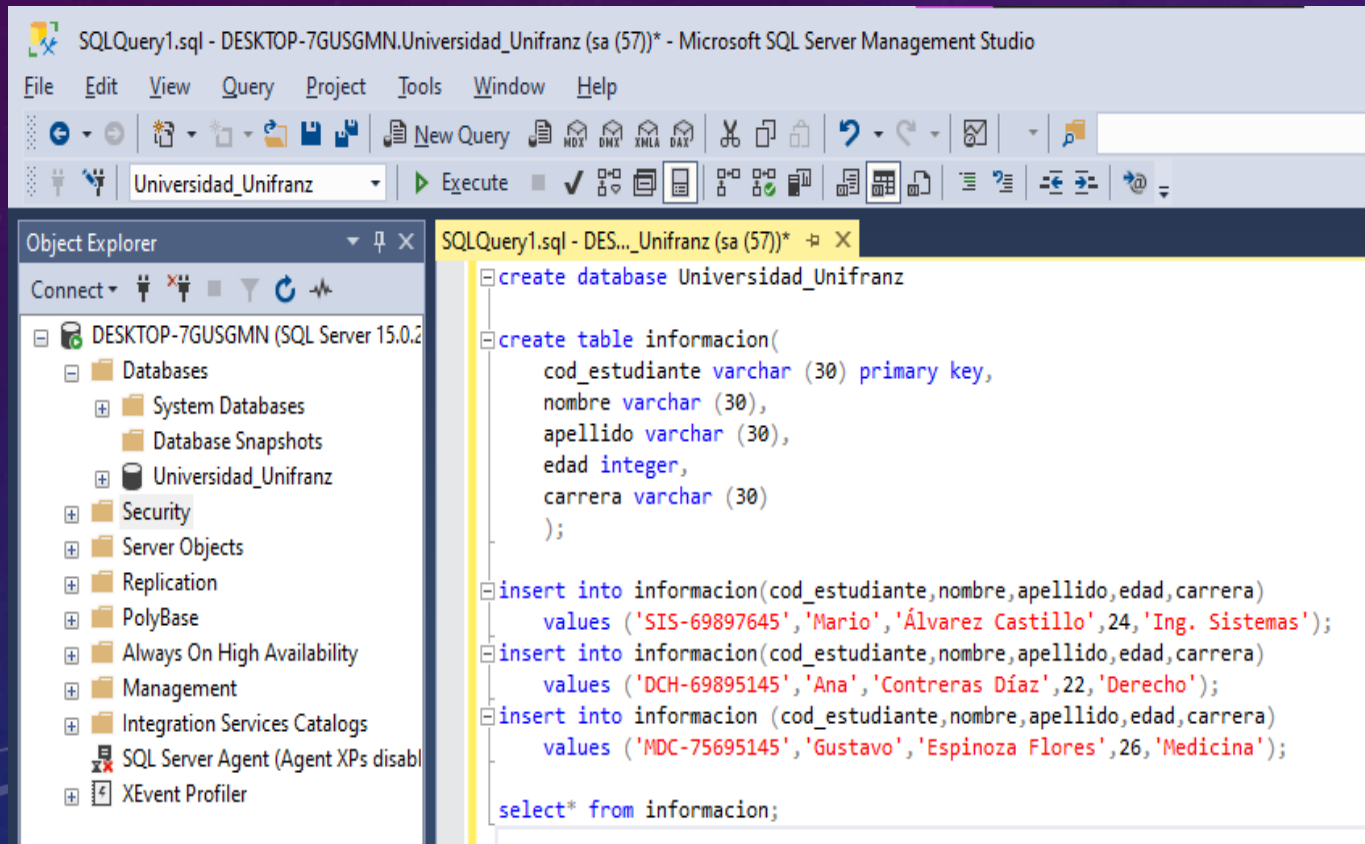 SQLQuery1.sql - DESKTOP-7GUSGMN.Universidad_Unifranz (sa (57))* - Microsoft SQL Server Management Studio
File Edit View Query Project Tools Window Help
New Query MDX DMX XMLA DAX
Universidad_Unifranz Execute
Object Explorer
Connect
DESKTOP-7GUSGMN (SQL Server 15.0.2
Databases
System Databases
Database Snapshots
Universidad_Unifranz
Security
Server Objects
Replication
PolyBase
Always On High Availability
Management
Integration Services Catalogs
SQL Server Agent (Agent XPs disabl
XEvent Profiler
SQLQuery1.sql - DES..._Unifranz (sa (57))*
create database Universidad_Unifranz
create table informacion(
cod_estudiante varchar (30) primary key,
nombre varchar (30),
apellido varchar (30),
edad integer,
carrera varchar (30)
);
insert into informacion(cod_estudiante,nombre,apellido,edad,carrera)
values ('SIS-69897645','Mario','Álvarez Castillo',24,'Ing. Sistemas');
insert into informacion(cod_estudiante,nombre,apellido,edad,carrera)
values ('DCH-69895145','Ana','Contreras Díaz',22,'Derecho');
insert into informacion (cod_estudiante,nombre,apellido,edad,carrera)
values ('MDC-75695145','Gustavo','Espinoza Flores',26,'Medicina');
select* from informacion;